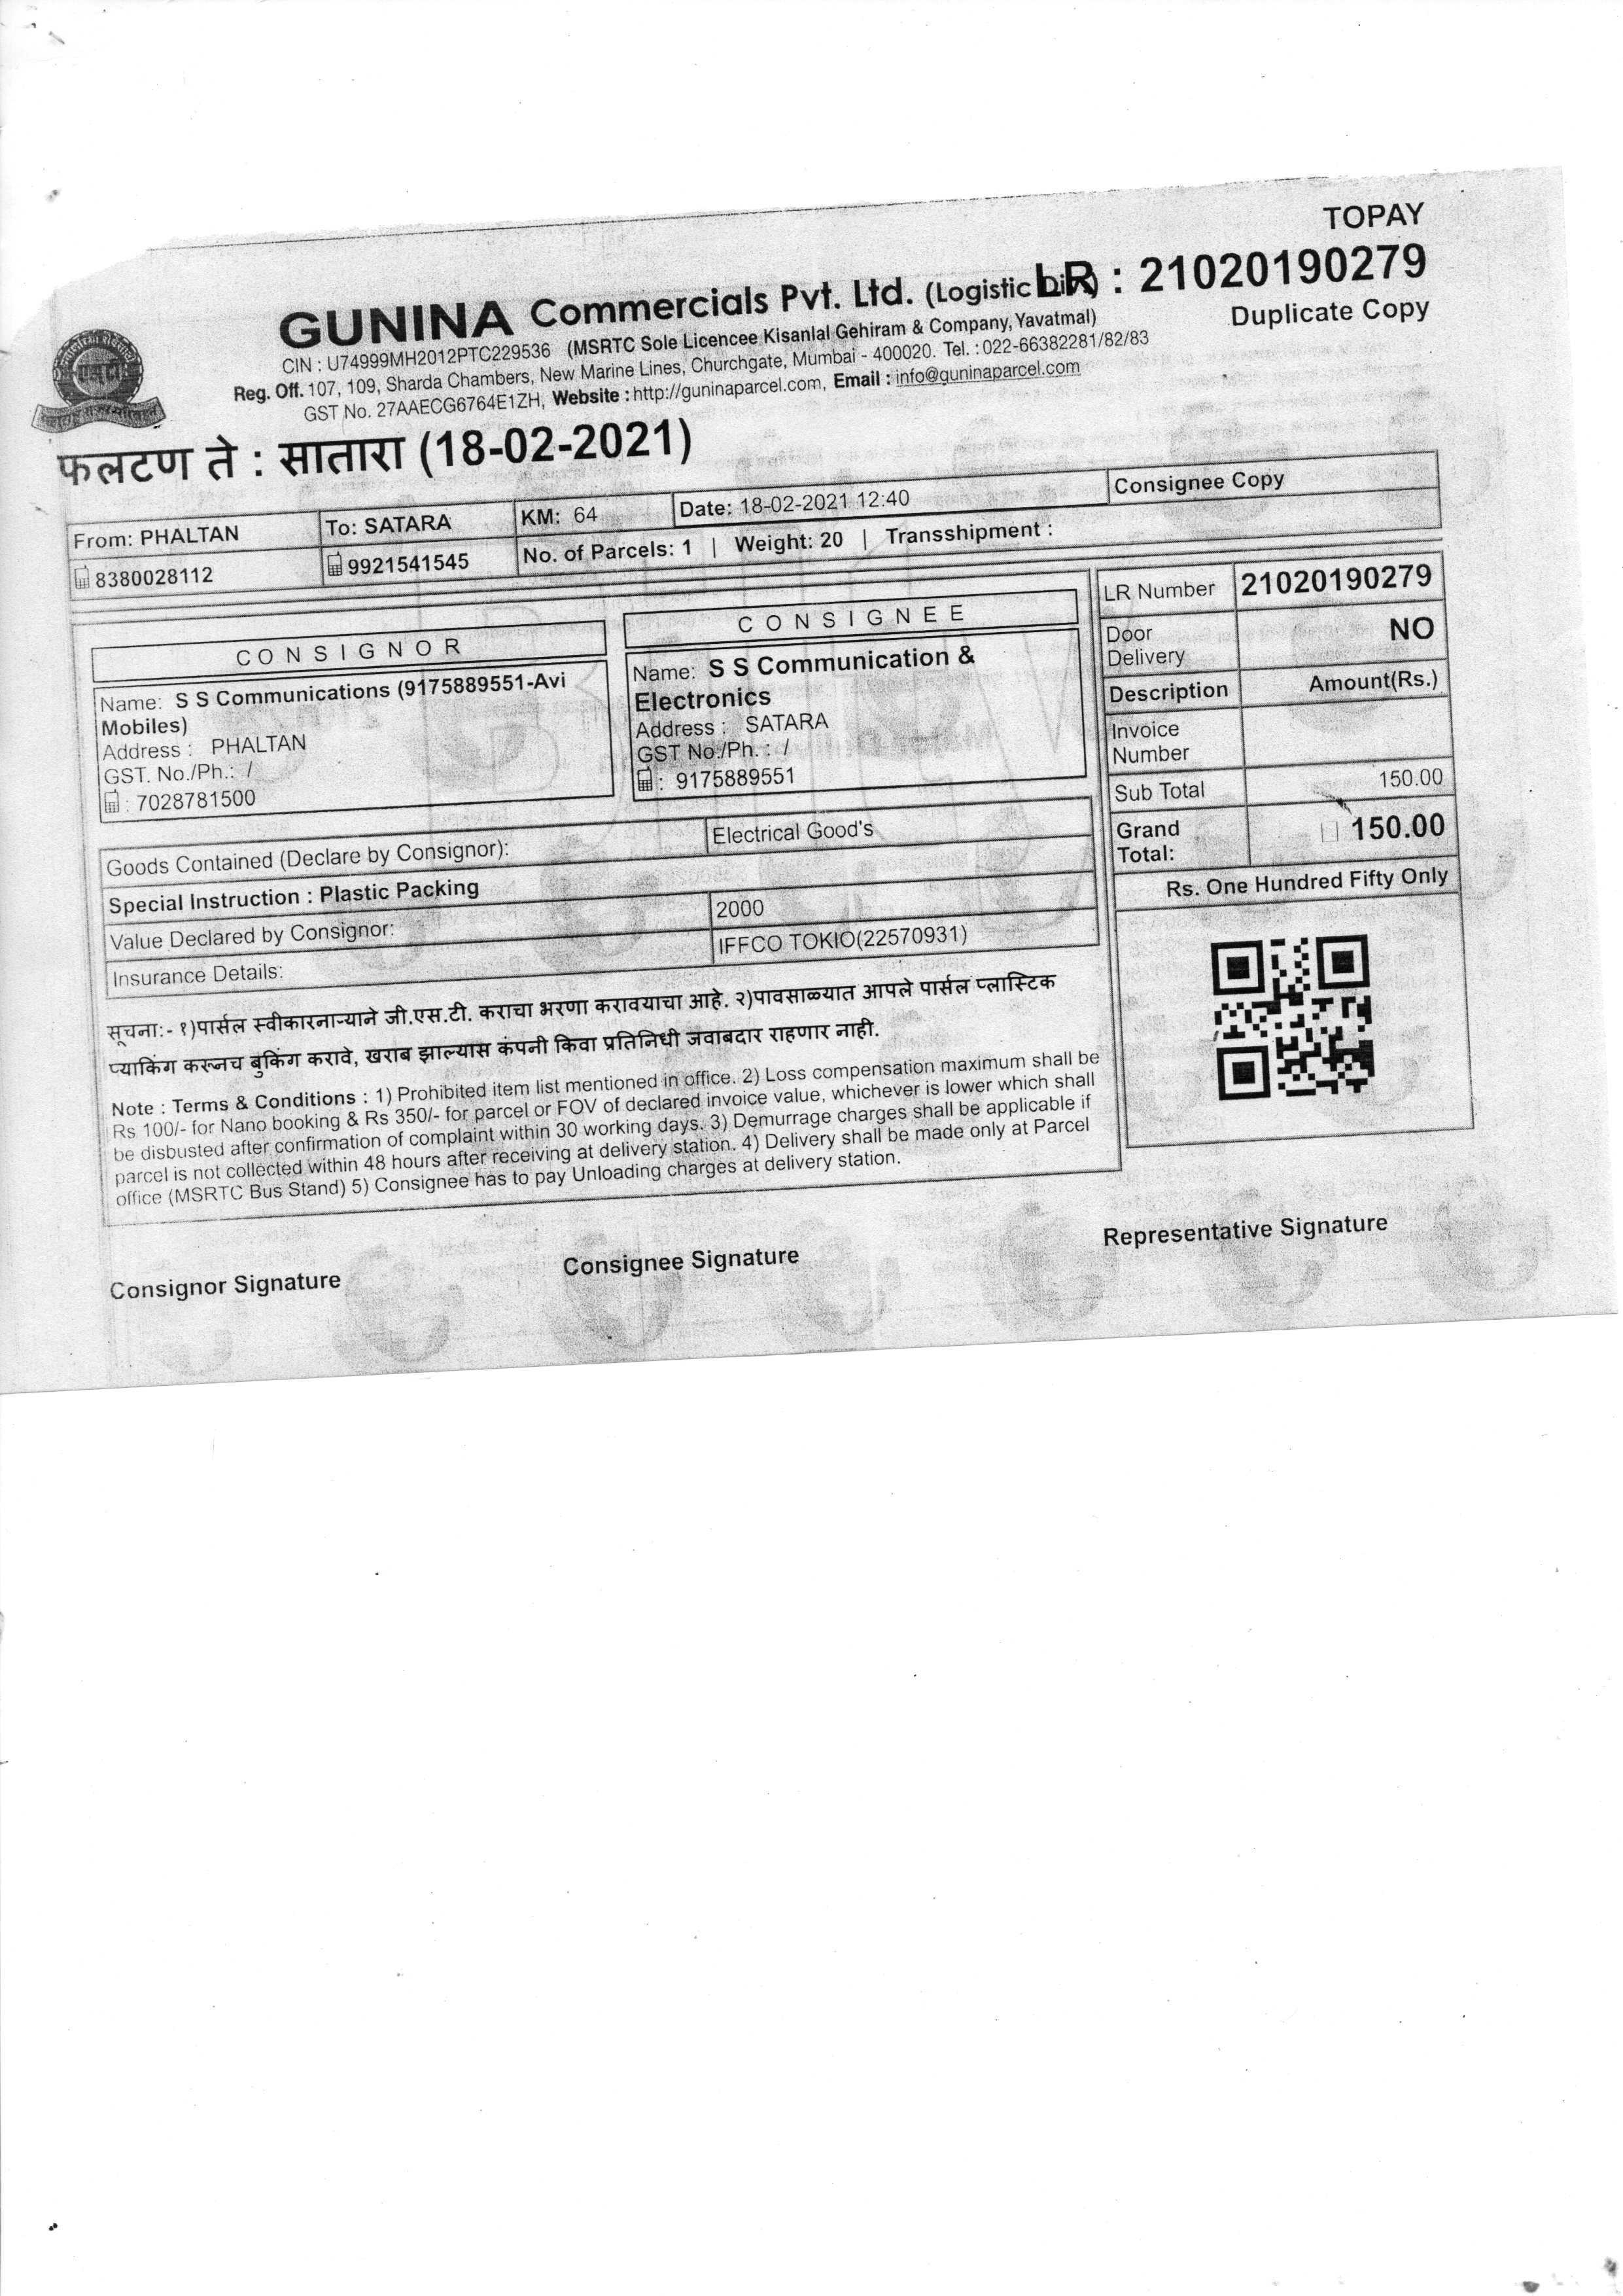 TOPAY
GUNINA Commercials Pvt. Ltd. (Logistic Div.) LR : 21020190279
Duplicate Copy
CIN : U74999MH2012PTC229536 (MSRTC Sole Licencee Kisanlal Gehiram & Company, Yavatmal)
Reg. Off. 107, 109, Sharda Chambers, New Marine Lines, Churchgate, Mumbai - 400020. Tel. : 022-66382281/82/83
GST No. 27AAECG6764E1ZH, Website : http://guninaparcel.com, Email : info@guninaparcel.com
फलटण ते : सातारा (18-02-2021)
From: PHALTAN To: SATARA KM: 64 Date: 18-02-2021 12:40 Consignee Copy
8380028112 9921541545 No. of Parcels: 1 | Weight: 20 | Transshipment :
CONSIGNOR
Name: S S Communications (9175889551-Avi
Mobiles)
Address : PHALTAN
GST. No./Ph.: /
: 7028781500
CONSIGNEE
Name: S S Communication &
Electronics
Address : SATARA
GST No./Ph. : /
: 9175889551
LR Number 21020190279
Door
Delivery NO
Description Amount(Rs.)
Invoice
Number
Sub Total 150.00
Grand
Total: 150.00
Rs. One Hundred Fifty Only
Goods Contained (Declare by Consignor): Electrical Good's
Special Instruction : Plastic Packing
Value Declared by Consignor: 2000
Insurance Details: IFFCO TOKIO(22570931)
सूचना:- १)पार्सल स्वीकारनाऱ्याने जी.एस.टी. कराचा भरणा करावयाचा आहे. २)पावसाळ्यात आपले पार्सल प्लास्टिक
प्याकिंग करूनच बुकिंग करावे, खराब झाल्यास कंपनी किवा प्रतिनिधी जवाबदार राहणार नाही.
Note : Terms & Conditions : 1) Prohibited item list mentioned in office. 2) Loss compensation maximum shall be
Rs 100/- for Nano booking & Rs 350/- for parcel or FOV of declared invoice value, whichever is lower which shall
be disbusted after confirmation of complaint within 30 working days. 3) Demurrage charges shall be applicable if
parcel is not collected within 48 hours after receiving at delivery station. 4) Delivery shall be made only at Parcel
office (MSRTC Bus Stand) 5) Consignee has to pay Unloading charges at delivery station.
Consignor Signature Consignee Signature Representative Signature